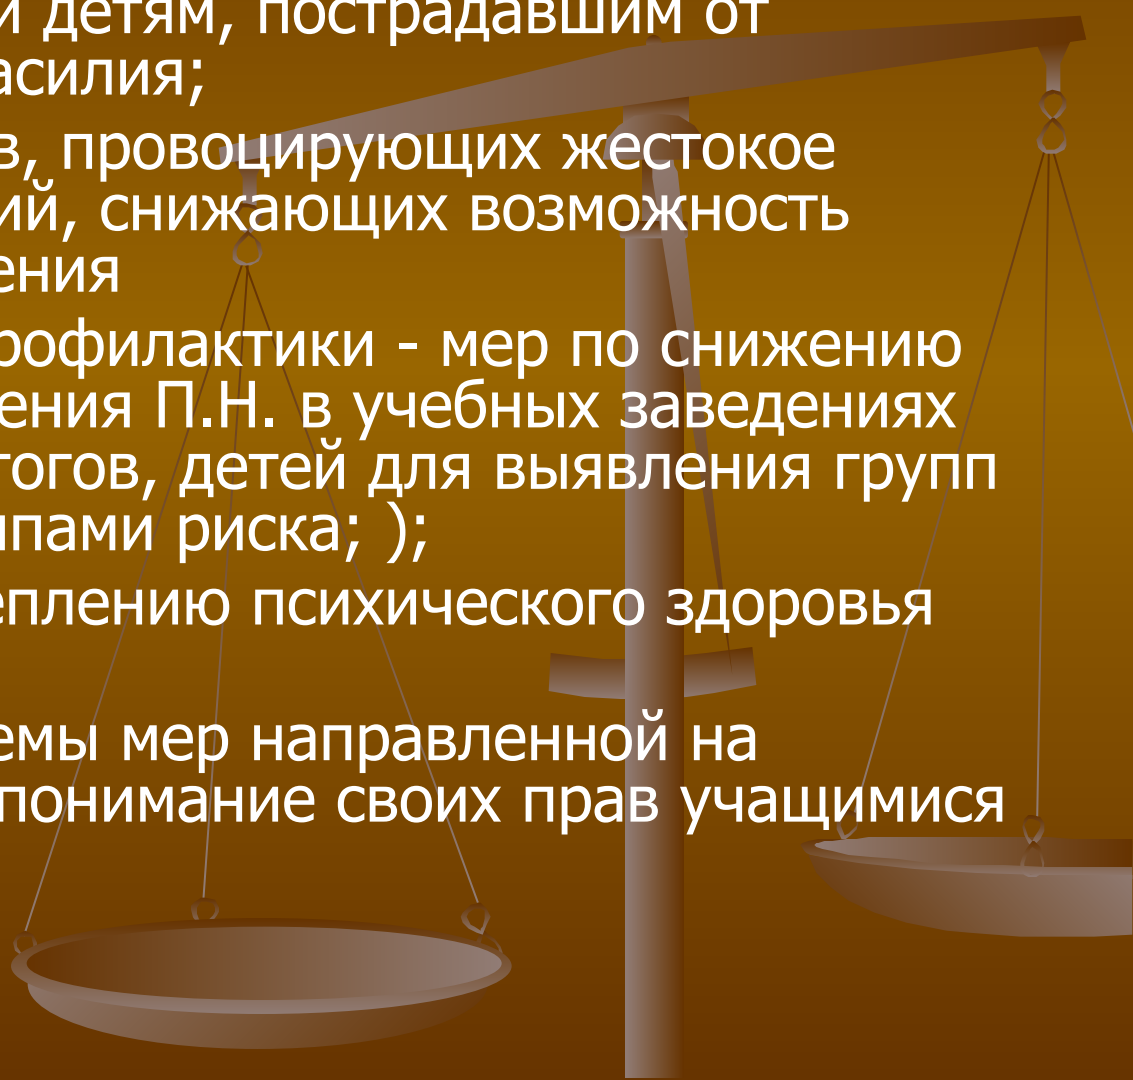 и детям, пострадавшим от
асилия;
в, провоцирующих жестокое
ий, снижающих возможность
ения
рофилактики - мер по снижению
ения П.Н. в учебных заведениях
гогов, детей для выявления групп
ппами риска; );
еплению психического здоровья
емы мер направленной на
понимание своих прав учащимися